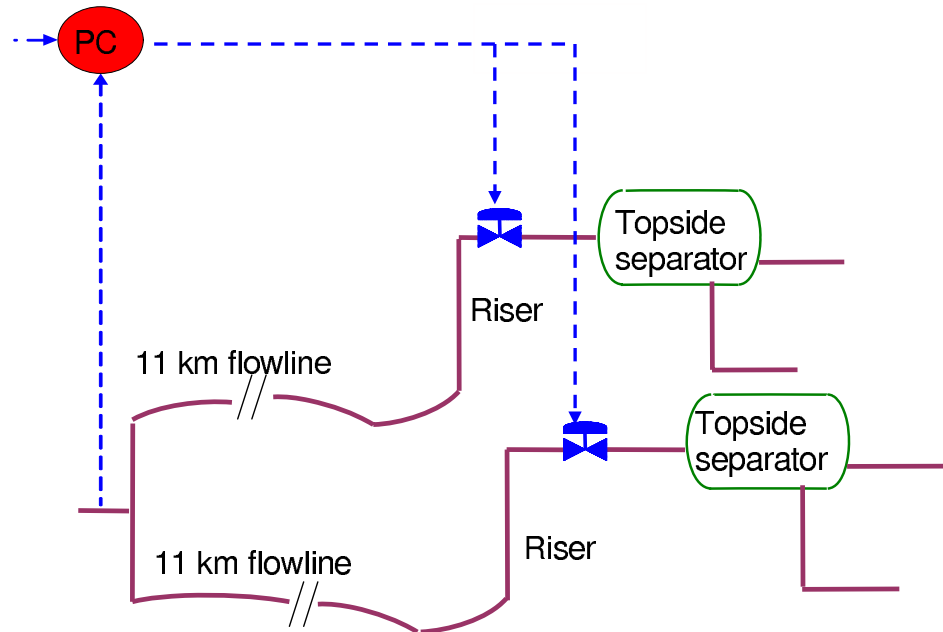 PC
Topside
separator
Riser
11 km flowline
Topside
separator
Riser
11 km flowline